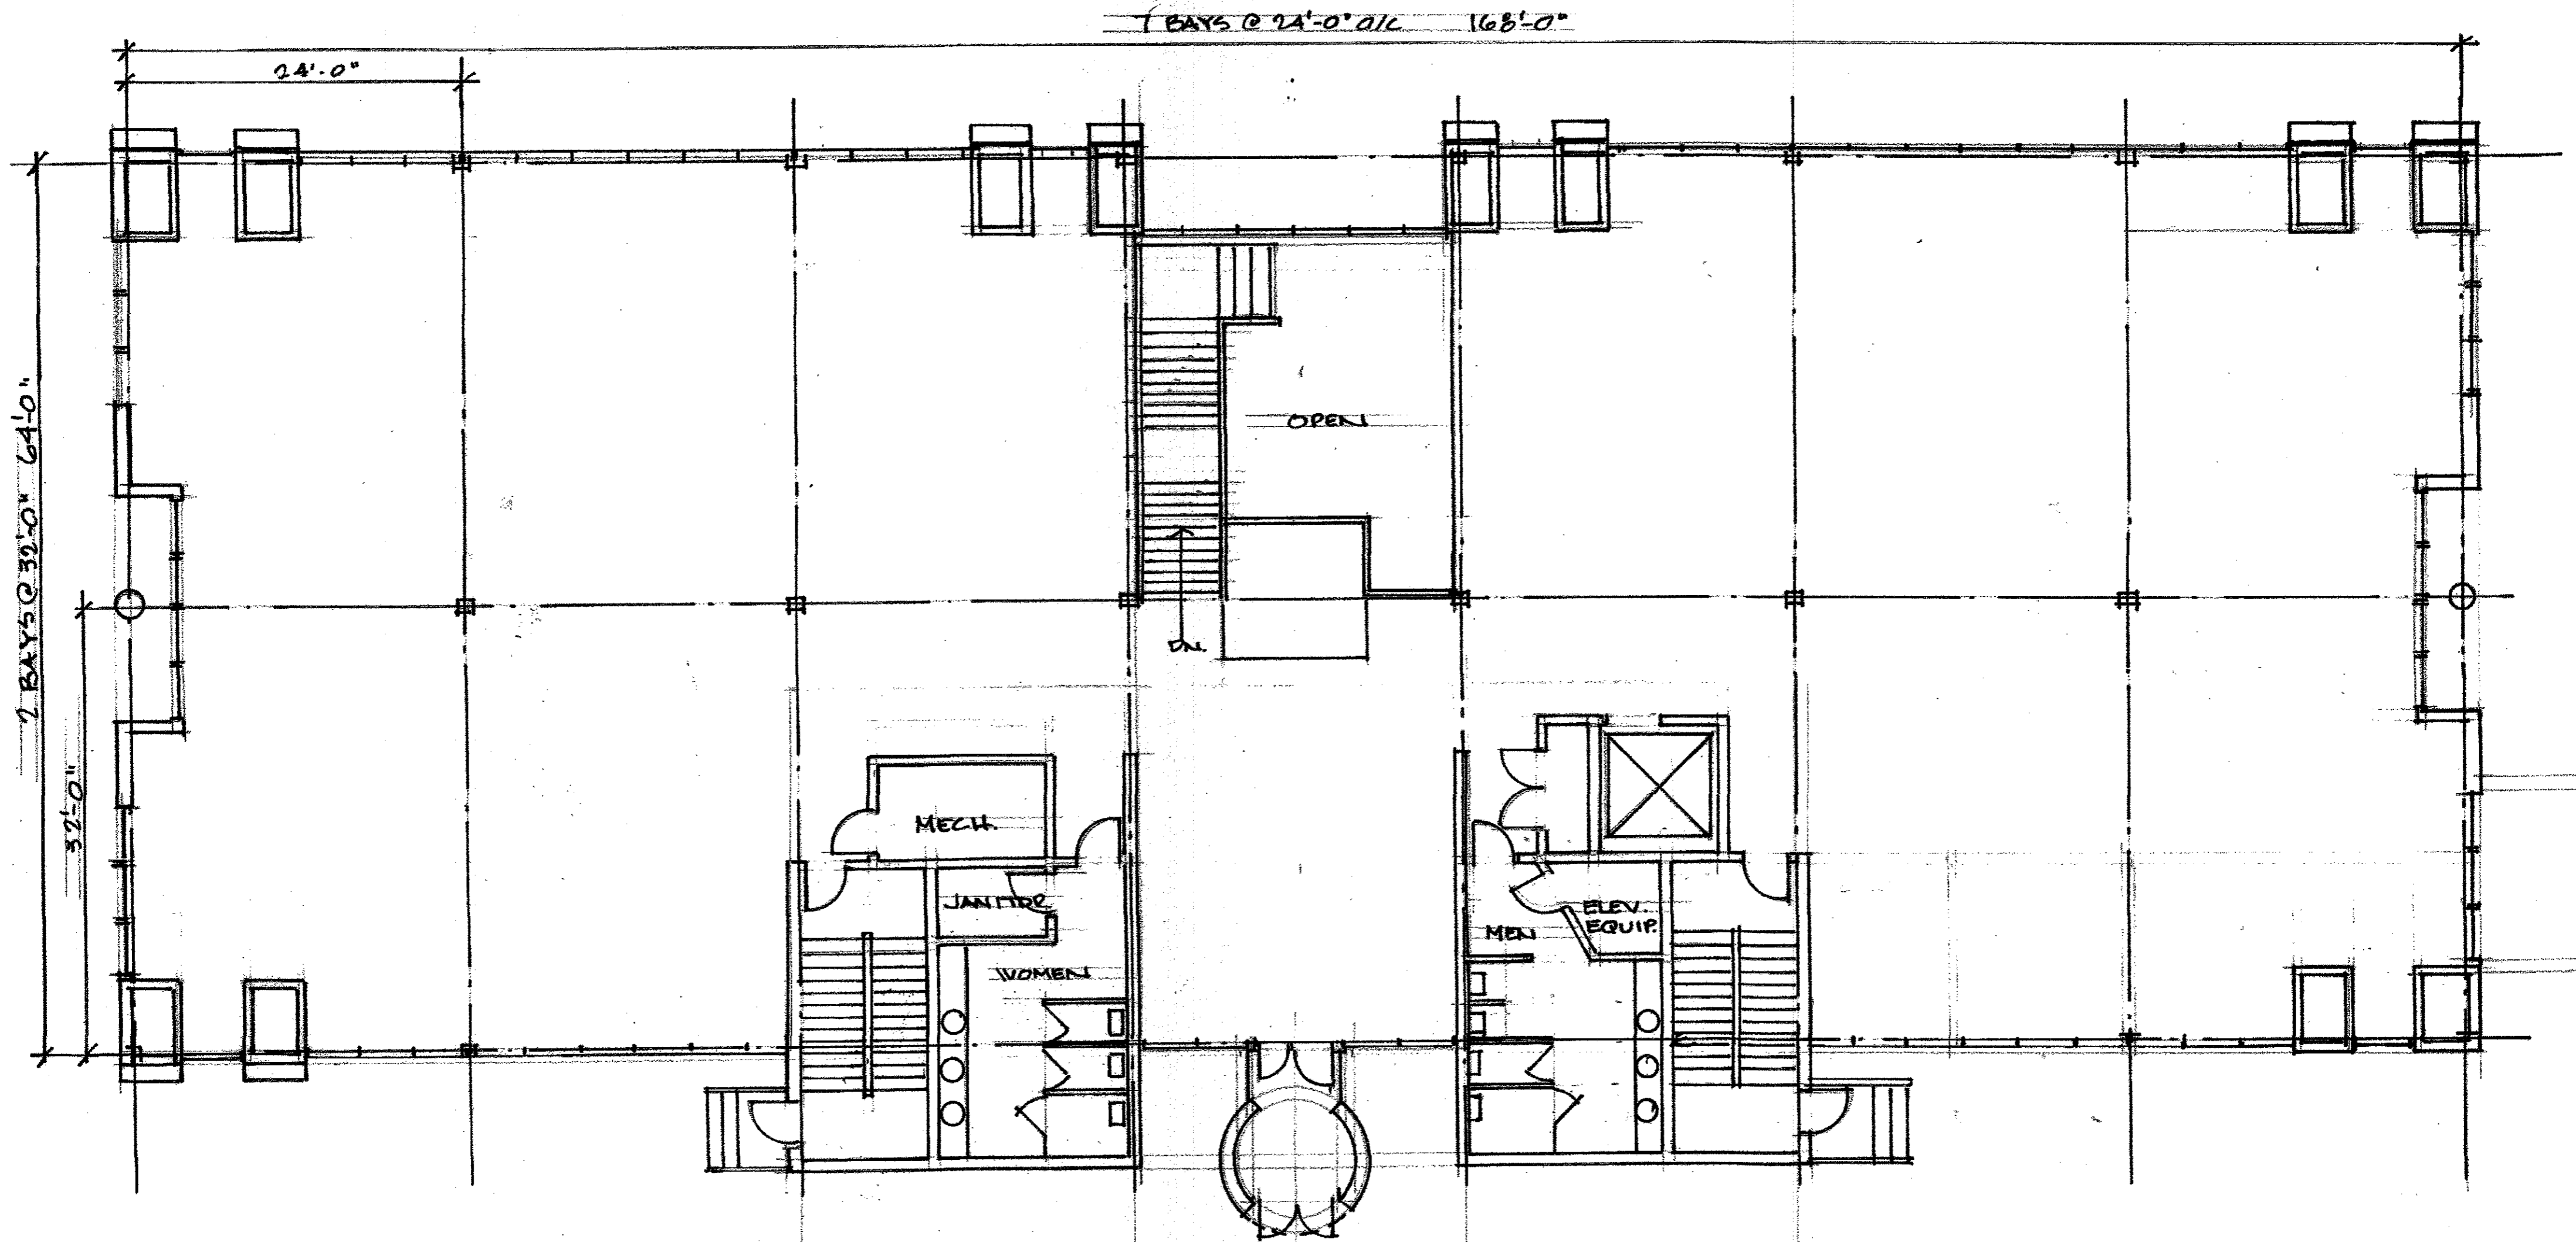 7 BAYS @ 24'-0" O/C 168'-0"
24'-0"
2 BAYS @ 32'-0" 64'-0"
32'-0"
OPEN
DN.
MECH.
JANITOR
WOMEN
MEN
ELEV.
EQUIP.